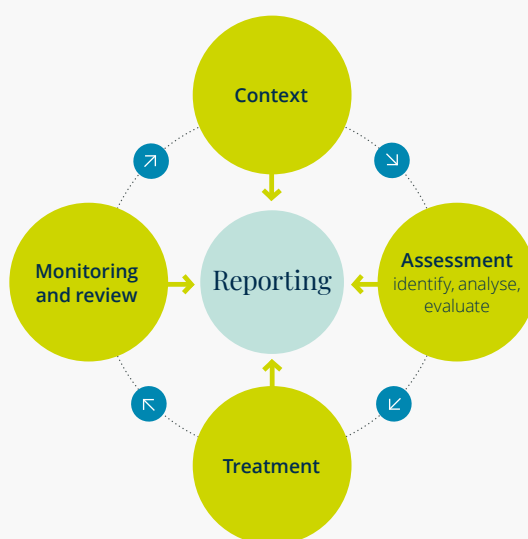 Context
Monitoring
and review
Reporting
Assessment
identify, analyse,
evaluate
Treatment